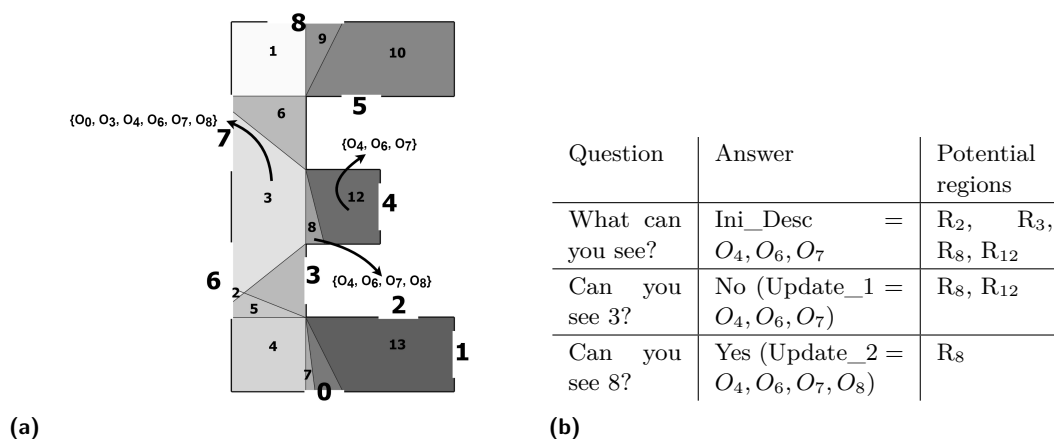 8
9
1
10
5
6
{O0, O3, O4, O6, O7, O8}
7
{O4, O6, O7}
3
12
4
8
3
{O4, O6, O7, O8}
6
2
2
5
4
13
1
7
0
(a)
Question Answer Potential
regions
What can Ini_Desc = R2, R3,
you see? O4, O6, O7 R8, R12
Can you No (Update_1 = R8, R12
see 3? O4, O6, O7)
Can you Yes (Update_2 = R8
see 8? O4, O6, O7, O8)
(b)